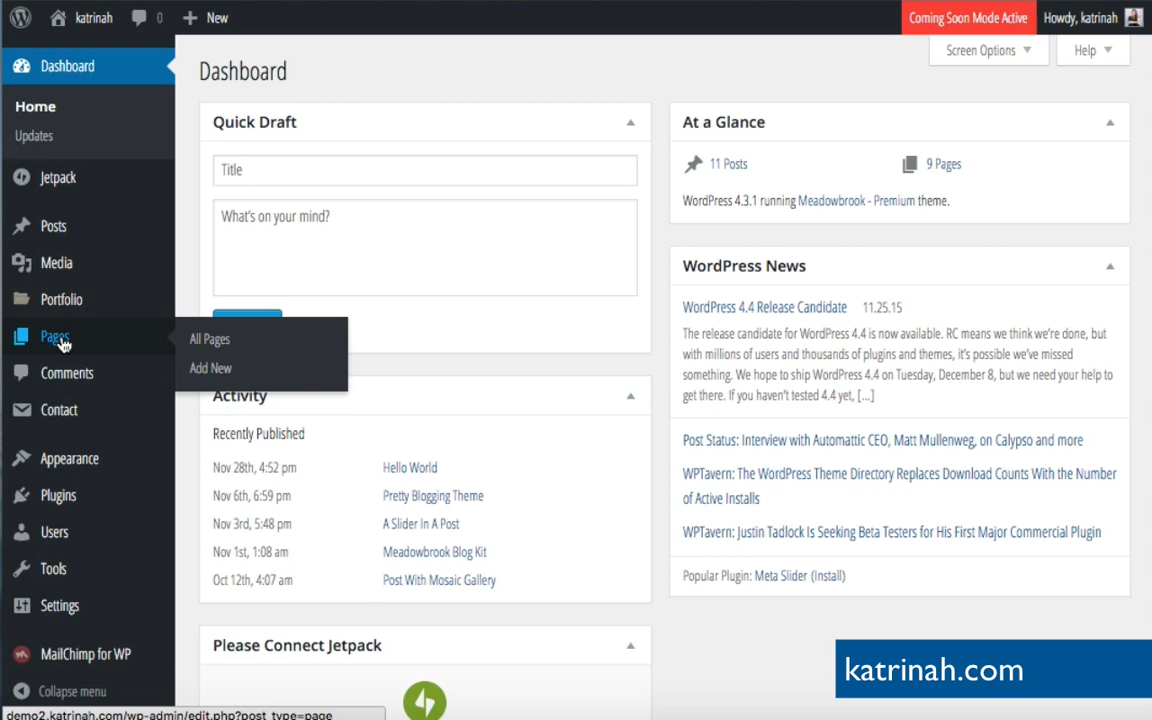 katrinah
0
New
Coming Soon Mode Active
Howdy, katrinah
Dashboard
Home
Updates
Jetpack
Posts
Media
Portfolio
Pages
Comments
Contact
Appearance
Plugins
Users
Tools
Settings
MailChimp for WP
Collapse menu
All Pages
Add New
Screen Options
Help
Dashboard
Quick Draft
Title
What's on your mind?
Activity
Recently Published
Nov 28th, 4:52 pm Hello World
Nov 6th, 6:59 pm Pretty Blogging Theme
Nov 3rd, 5:48 pm A Slider In A Post
Nov 1st, 1:08 am Meadowbrook Blog Kit
Oct 12th, 4:07 am Post With Mosaic Gallery
Please Connect Jetpack
At a Glance
11 Posts 9 Pages
WordPress 4.3.1 running Meadowbrook - Premium theme.
WordPress News
WordPress 4.4 Release Candidate 11.25.15
The release candidate for WordPress 4.4 is now available. RC means we think we're done, but
with millions of users and thousands of plugins and themes, it's possible we've missed
something. We hope to ship WordPress 4.4 on Tuesday, December 8, but we need your help to
get there. If you haven't tested 4.4 yet, […]
Post Status: Interview with Automattic CEO, Matt Mullenweg, on Calypso and more
WPTavern: The WordPress Theme Directory Replaces Download Counts With the Number
of Active Installs
WPTavern: Justin Tadlock Is Seeking Beta Testers for His First Major Commercial Plugin
Popular Plugin: Meta Slider (Install)
katrinah.com
demo2.katrinah.com/wp-admin/edit.php?post_type=page